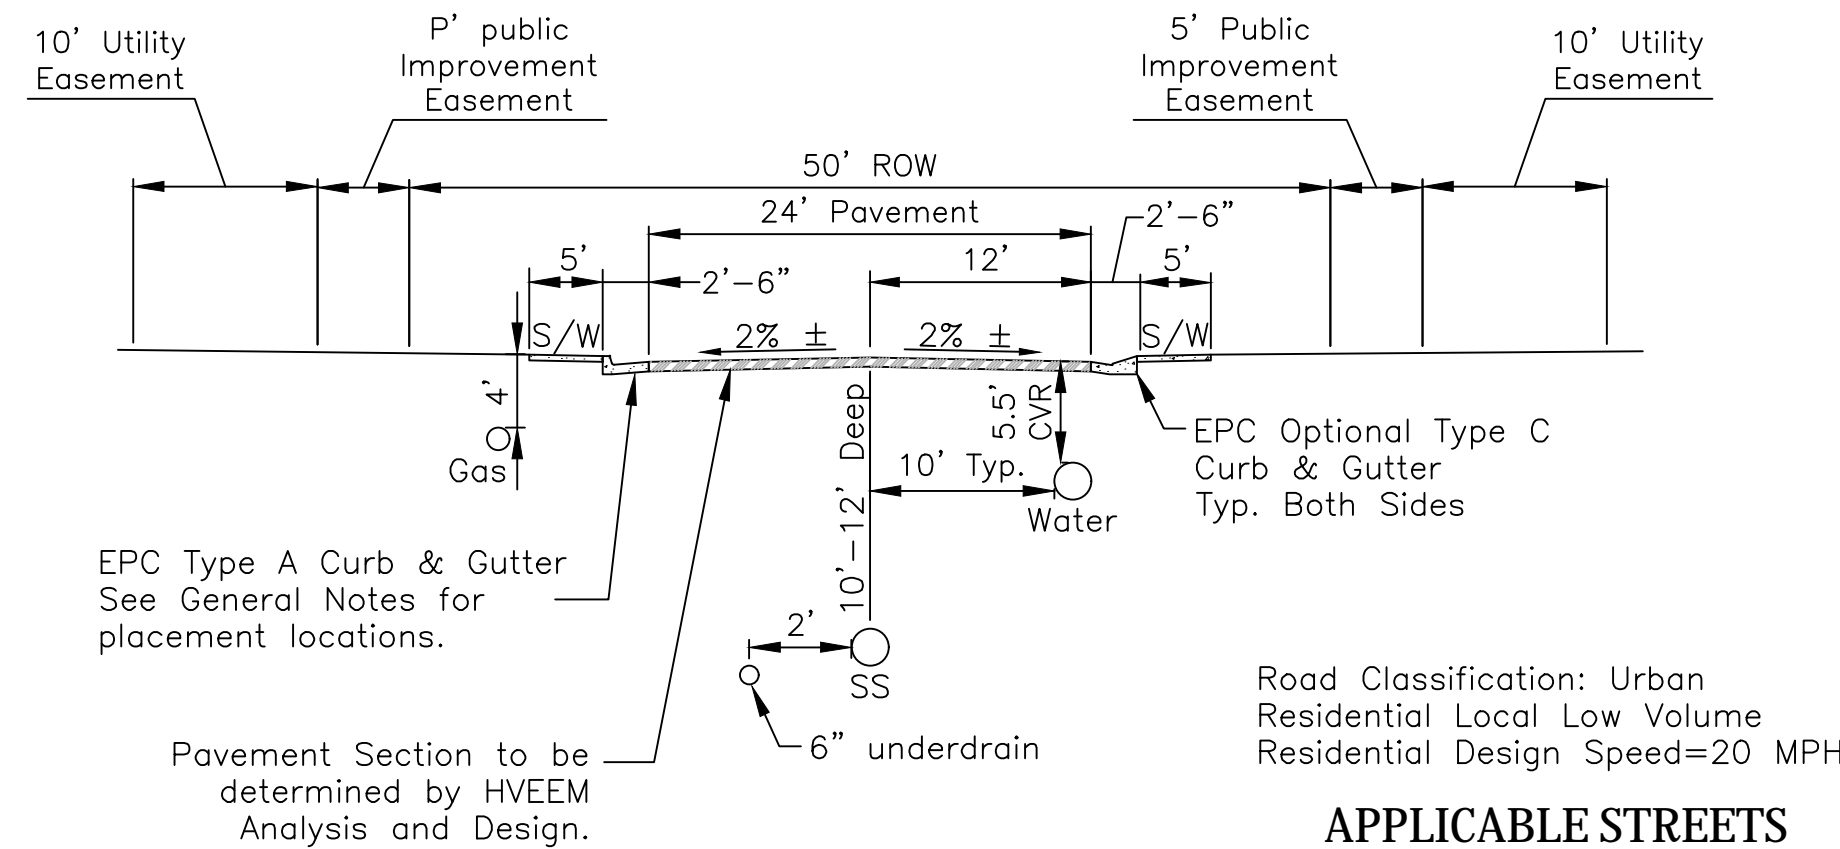 10' Utility
Easement
P' public
Improvement
Easement
5' Public
Improvement
Easement
10' Utility
Easement
50' ROW
24' Pavement
2'-6"
5'
2'-6"
12'
5'
S/W
2% ±
2% ±
S/W
4'
Gas
10'-12' Deep
5.5'
CVR
10' Typ.
Water
EPC Optional Type C
Curb & Gutter
Typ. Both Sides
EPC Type A Curb & Gutter
See General Notes for
placement locations.
2'
SS
6" underdrain
Pavement Section to be
determined by HVEEM
Analysis and Design.
Road Classification: Urban
Residential Local Low Volume
Residential Design Speed=20 MPH
APPLICABLE STREETS